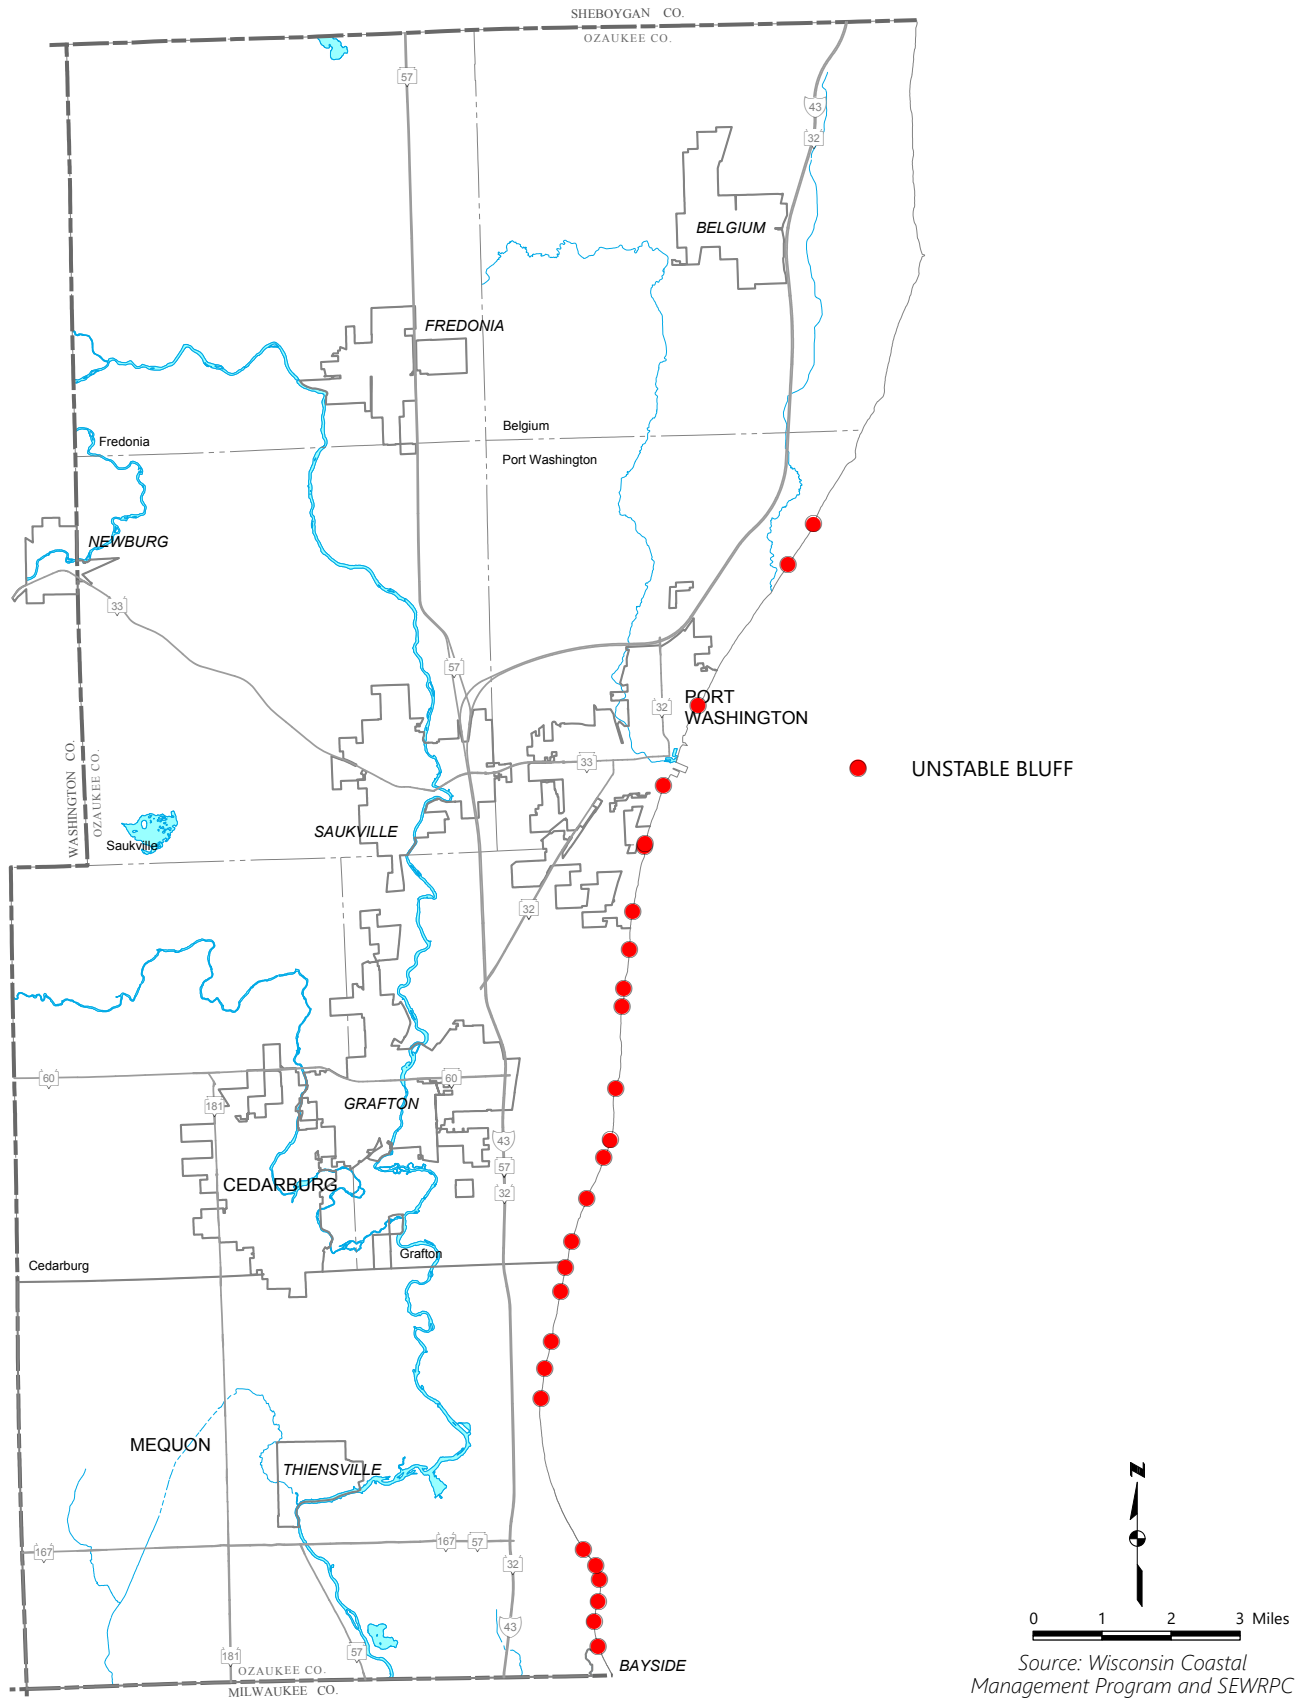 SHEBOYGAN CO.
OZAUKEE CO.
57
43
32
BELGIUM
FREDONIA
Belgium
Fredonia
Port Washington
NEWBURG
33
57
PORT
WASHINGTON
32
33
WASHINGTON CO.
OZAUKEE CO.
UNSTABLE BLUFF
SAUKVILLE
Saukville
32
60
60
GRAFTON
181
43
57
32
CEDARBURG
Grafton
Cedarburg
MEQUON
THIENSVILLE
167
57
167
32
43
57
181
N
0 1 2 3 Miles
BAYSIDE
OZAUKEE CO.
MILWAUKEE CO.
Source: Wisconsin Coastal
Management Program and SEWRPC